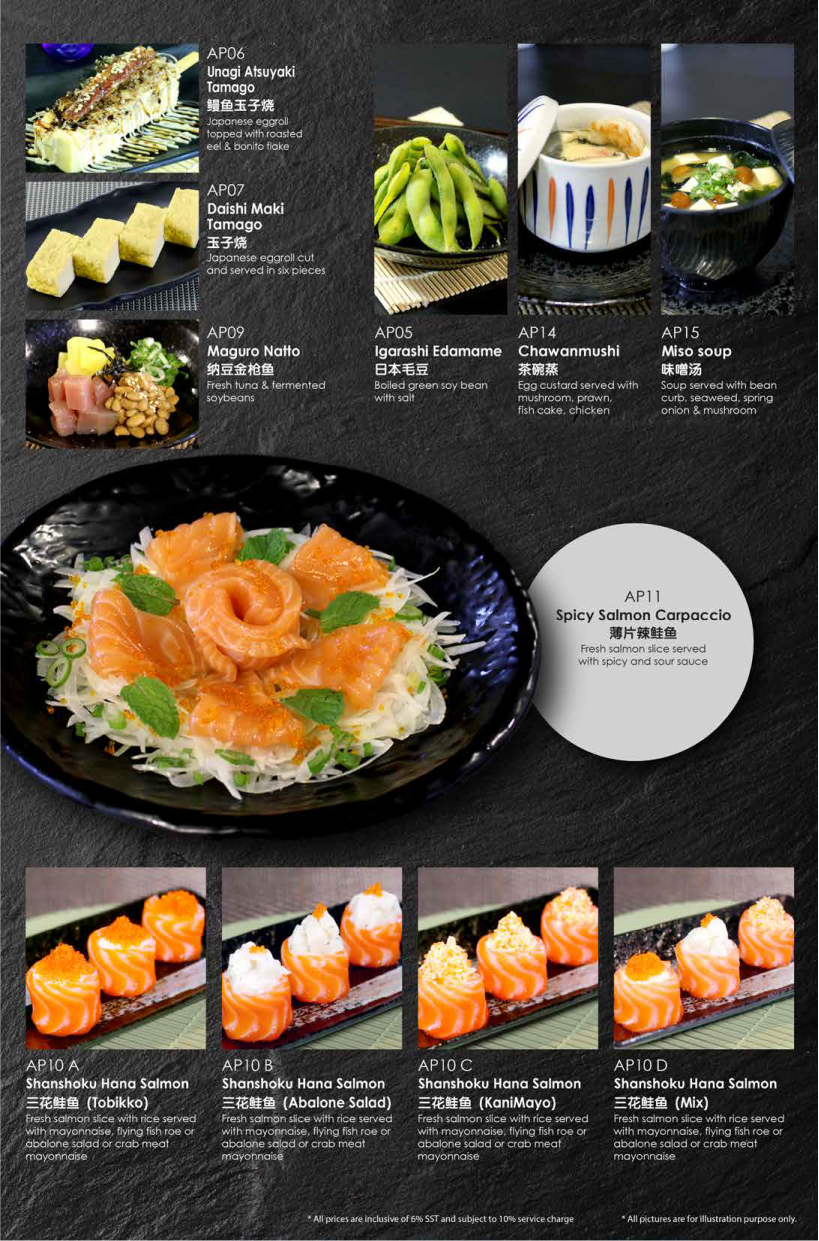 AP06
Unagi Atsuyaki
Tamago
鳗鱼玉子烧
Japanese eggroll
topped with roasted
eel & bonito flake
AP07
Daishi Maki
Tamago
玉子烧
Japanese eggroll cut
and served in six pieces
AP09
Maguro Natto
纳豆金枪鱼
Fresh tuna & fermented
soybeans
AP05
Igarashi Edamame
日本毛豆
Boiled green soy bean
with salt
AP14
Chawanmushi
茶碗蒸
Egg custard served with
mushroom, prawn,
fish cake, chicken
AP15
Miso soup
味噌汤
Soup served with bean
curb, seaweed, spring
onion & mushroom
AP11
Spicy Salmon Carpaccio
薄片辣鲑鱼
Fresh salmon slice served
with spicy and sour sauce
AP10 A
Shanshoku Hana Salmon
三花鲑鱼 (Tobikko)
Fresh salmon slice with rice served
with mayonnaise, flying fish roe or
abalone salad or crab meat
mayonnaise
AP10 B
Shanshoku Hana Salmon
三花鲑鱼 (Abalone Salad)
Fresh salmon slice with rice served
with mayonnaise, flying fish roe or
abalone salad or crab meat
mayonnaise
AP10 C
Shanshoku Hana Salmon
三花鲑鱼 (KaniMayo)
Fresh salmon slice with rice served
with mayonnaise, flying fish roe or
abalone salad or crab meat
mayonnaise
AP10 D
Shanshoku Hana Salmon
三花鲑鱼 (Mix)
Fresh salmon slice with rice served
with mayonnaise, flying fish roe or
abalone salad or crab meat
mayonnaise
* All prices are inclusive of 6% SST and subject to 10% service charge
* All pictures are for illustration purpose only.